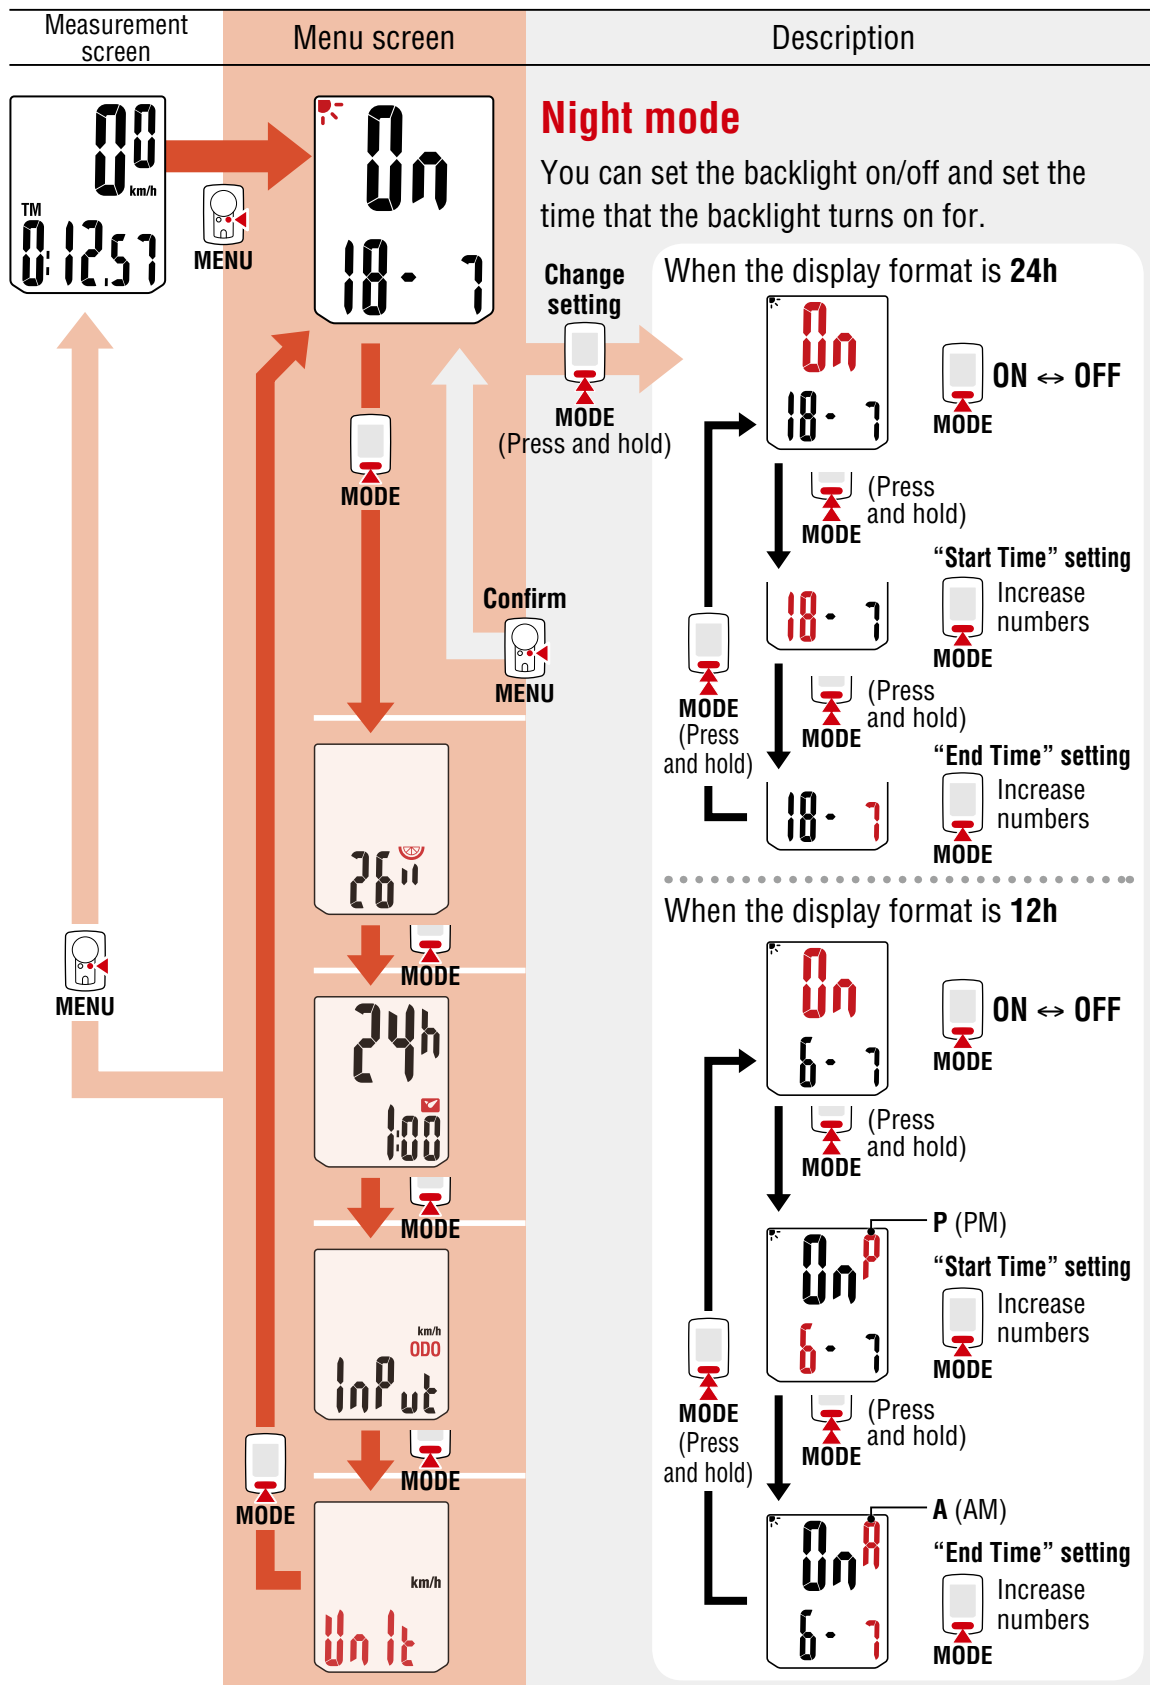 Measurement
screen
Menu screen
Description
00
km/h
TM
0:12.57
MENU
On
18- 7
Night mode
You can set the backlight on/off and set the
time that the backlight turns on for.
Change
setting
MODE
(Press and hold)
MODE
Confirm
MENU
When the display format is 24h
On
18- 7
ON ↔ OFF
MODE
(Press
and hold)
MODE
18- 7
“Start Time” setting
Increase
numbers
MODE
(Press
and hold)
MODE
MODE
(Press
and hold)
18- 7
“End Time” setting
Increase
numbers
MODE
26"
MODE
24h
1:00
MODE
km/h
ODO
InPut
MODE
km/h
Unit
MODE
MENU
When the display format is 12h
On
6- 7
ON ↔ OFF
MODE
(Press
and hold)
MODE
P (PM)
OnP
6- 7
“Start Time” setting
Increase
numbers
MODE
(Press
and hold)
MODE
MODE
(Press
and hold)
A (AM)
OnA
6- 7
“End Time” setting
Increase
numbers
MODE